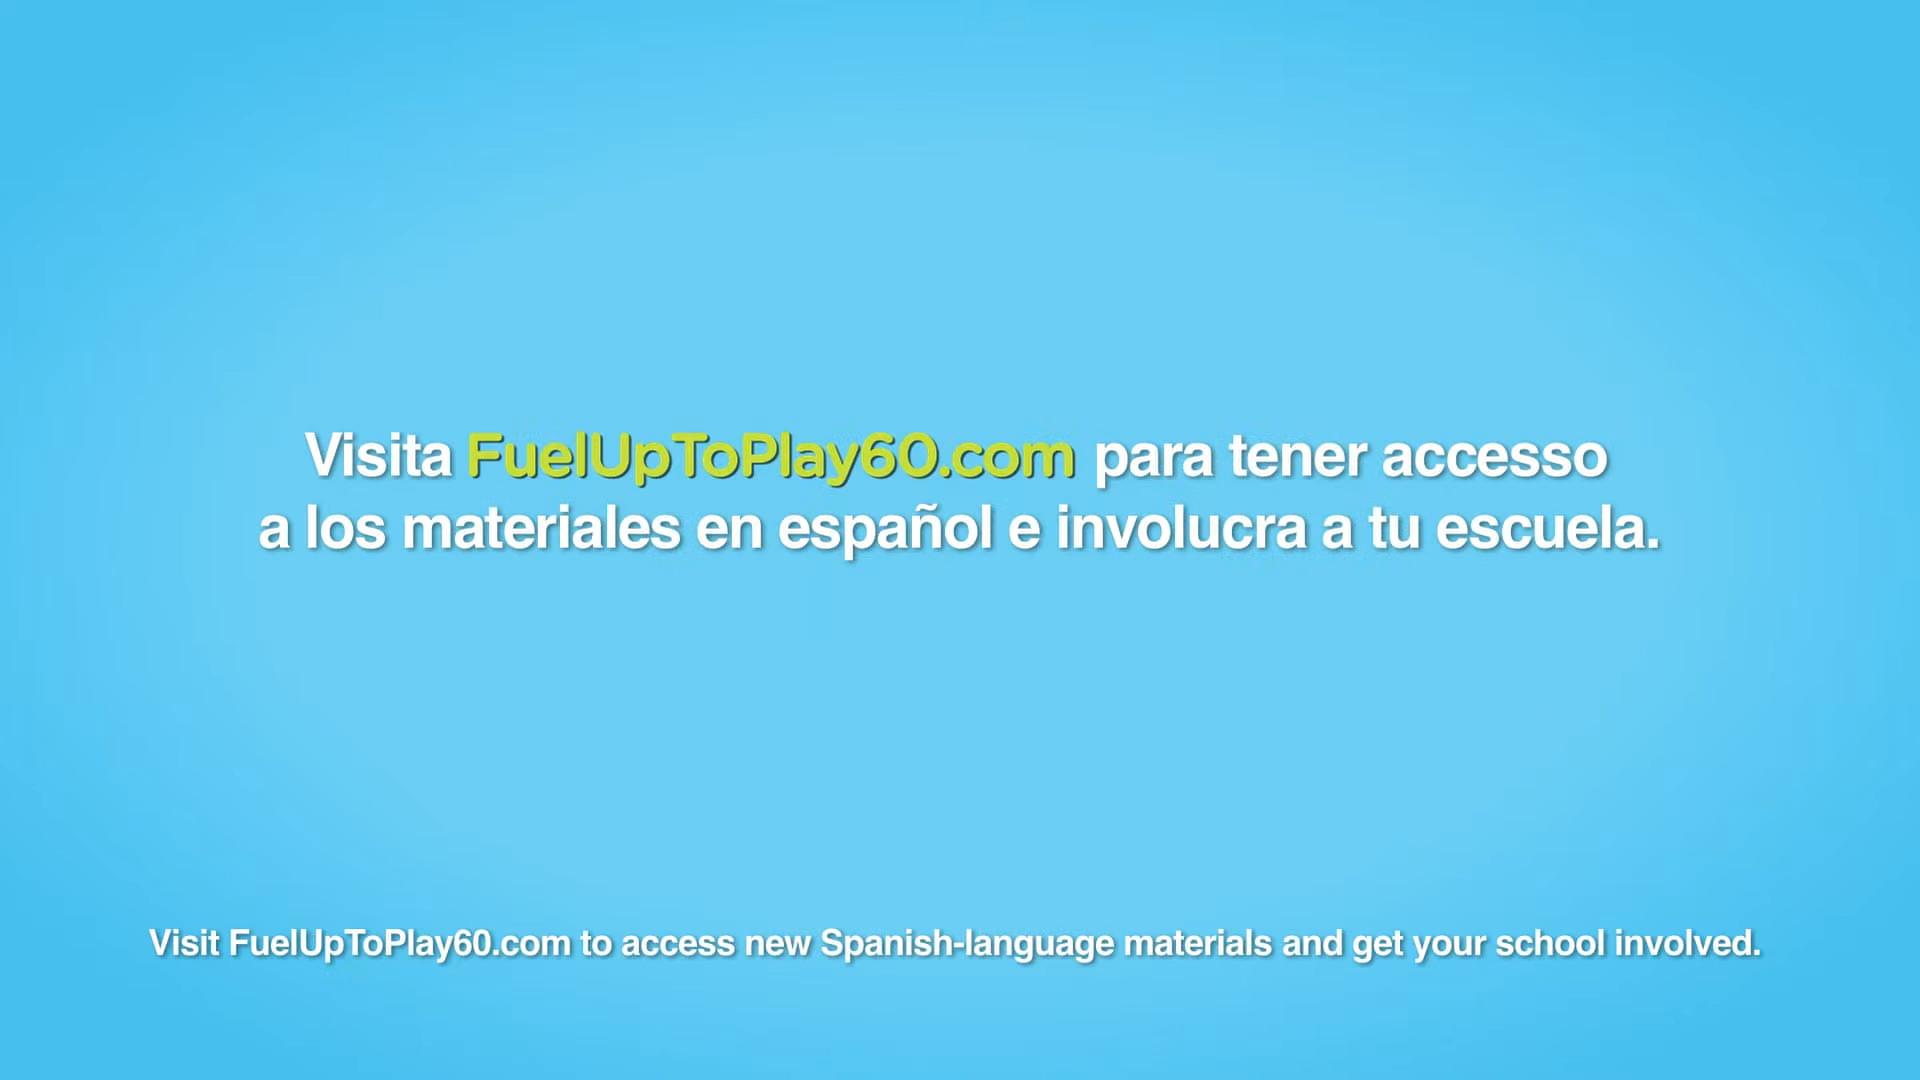 Visita FuelUpToPlay60.com para tener accesso
a los materiales en español e involucra a tu escuela.
Visit FuelUpToPlay60.com to access new Spanish-language materials and get your school involved.